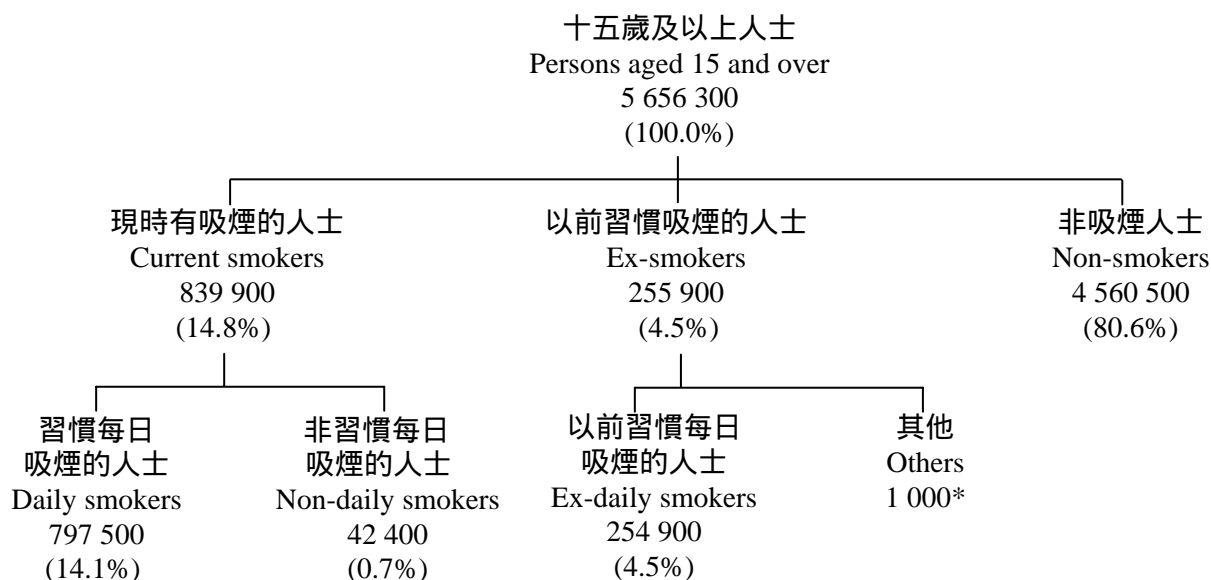 十五歲及以上人士
Persons aged 15 and over
5 656 300
(100.0%)
現時有吸煙的人士
Current smokers
839 900
(14.8%)
以前習慣吸煙的人士
Ex-smokers
255 900
(4.5%)
非吸煙人士
Non-smokers
4 560 500
(80.6%)
習慣每日
吸煙的人士
Daily smokers
797 500
(14.1%)
非習慣每日
吸煙的人士
Non-daily smokers
42 400
(0.7%)
以前習慣每日
吸煙的人士
Ex-daily smokers
254 900
(4.5%)
其他
Others
1 000*